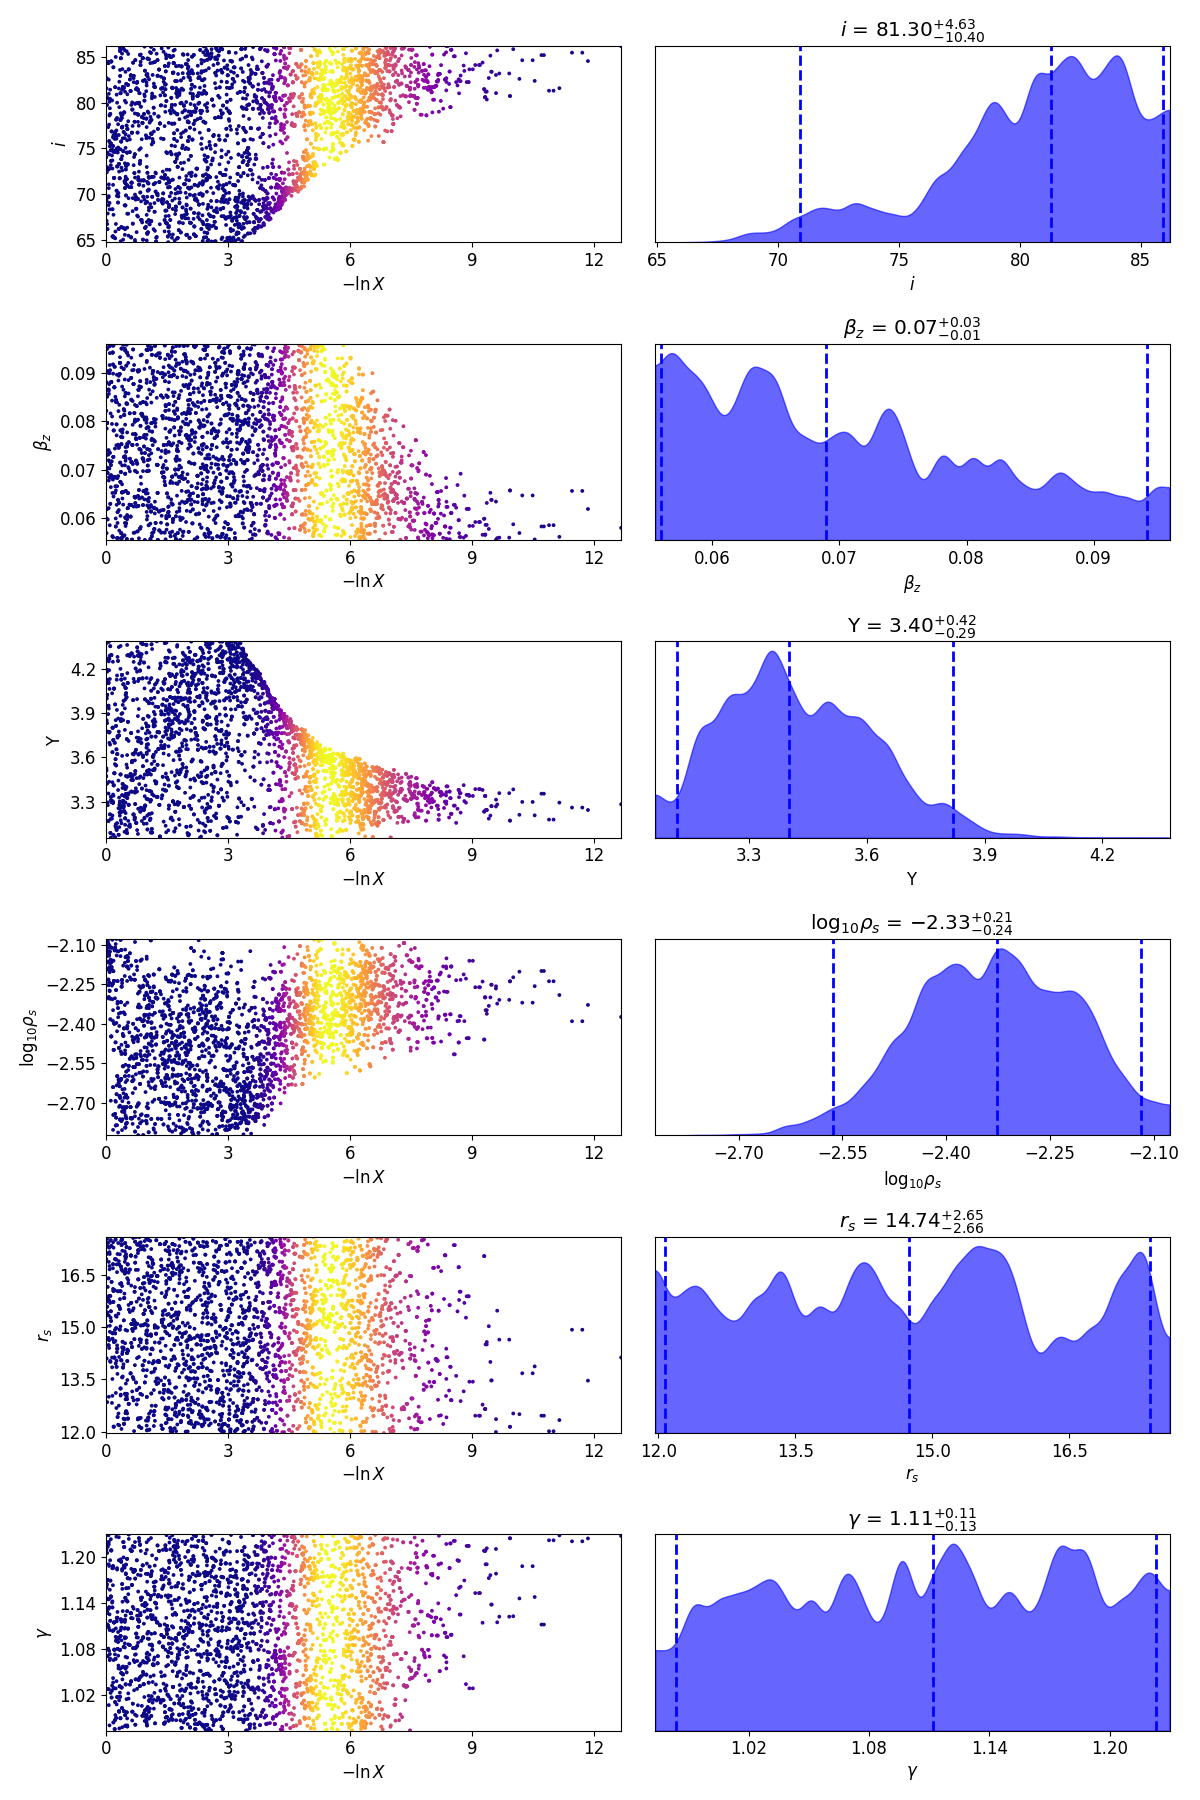 i = 81.30+4.63−10.40
85
80
75
70
65
i
0 3 6 9 12
−ln X
65 70 75 80 85
i
βz = 0.07+0.03−0.01
0.09
0.08
0.07
0.06
βz
0 3 6 9 12
−ln X
0.06 0.07 0.08 0.09
βz
Y = 3.40+0.42−0.29
4.2
3.9
3.6
3.3
Y
0 3 6 9 12
−ln X
3.3 3.6 3.9 4.2
Y
log10ρs = −2.33+0.21−0.24
−2.10
−2.25
−2.40
−2.55
−2.70
log10ρs
0 3 6 9 12
−ln X
−2.70 −2.55 −2.40 −2.25 −2.10
log10ρs
rs = 14.74+2.65−2.66
16.5
15.0
13.5
12.0
rs
0 3 6 9 12
−ln X
12.0 13.5 15.0 16.5
rs
γ = 1.11+0.11−0.13
1.20
1.14
1.08
1.02
γ
0 3 6 9 12
−ln X
1.02 1.08 1.14 1.20
γ